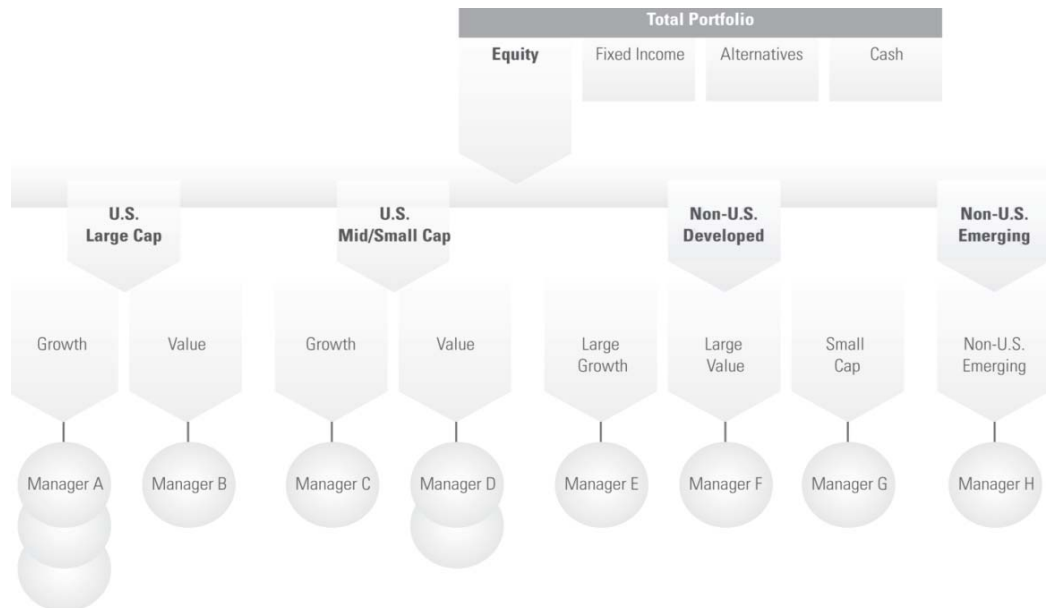 Total Portfolio
Equity
Fixed Income
Alternatives
Cash
U.S.
Large Cap
U.S.
Mid/Small Cap
Non-U.S.
Developed
Non-U.S.
Emerging
Growth
Value
Growth
Value
Large
Growth
Large
Value
Small
Cap
Non-U.S.
Emerging
Manager A
Manager B
Manager C
Manager D
Manager E
Manager F
Manager G
Manager H